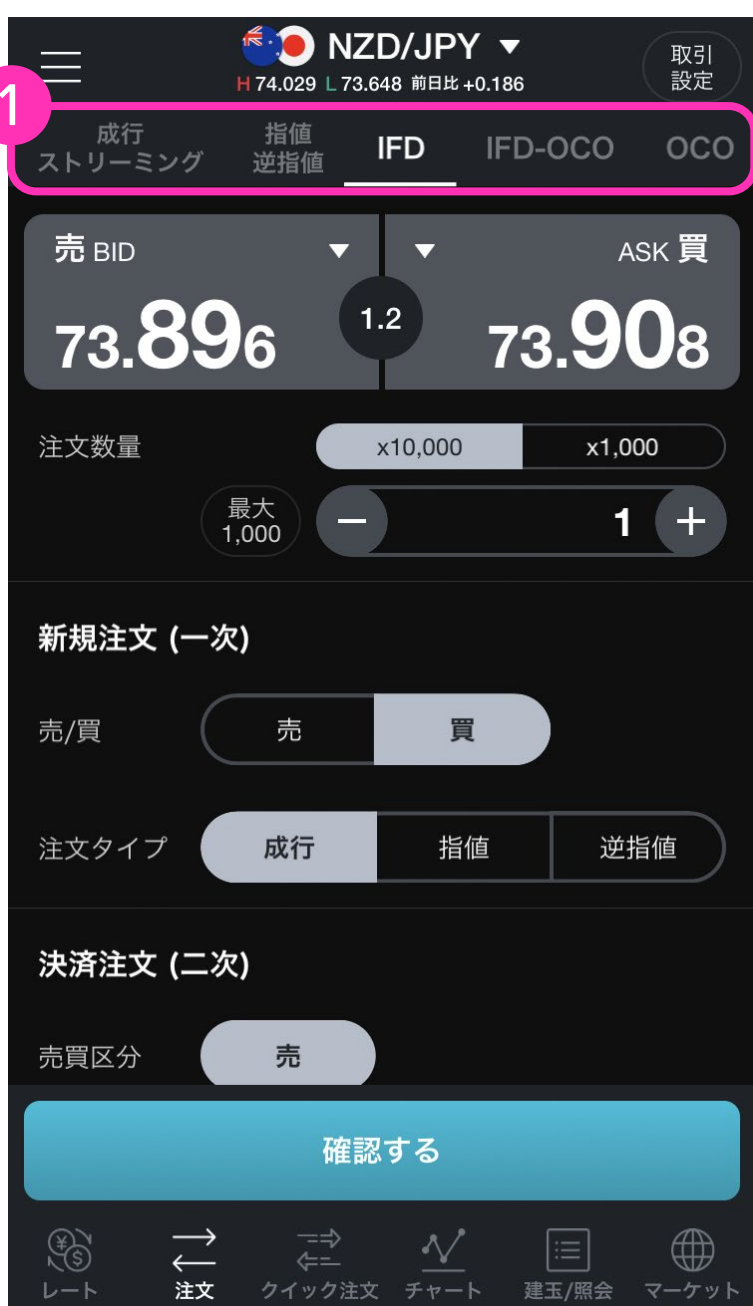 NZD/JPY
H 74.029 L 73.648 前日比 +0.186
取引
設定
1
成行
ストリーミング
指値
逆指値
IFD
IFD-OCO
OCO
売 BID
ASK 買
73.896
1.2
73.908
注文数量
x10,000
x1,000
最大
1,000
1
新規注文 (一次)
売/買
売
買
注文タイプ
成行
指値
逆指値
決済注文 (二次)
売買区分
売
確認する
レート
注文
クイック注文
チャート
建玉/照会
マーケット